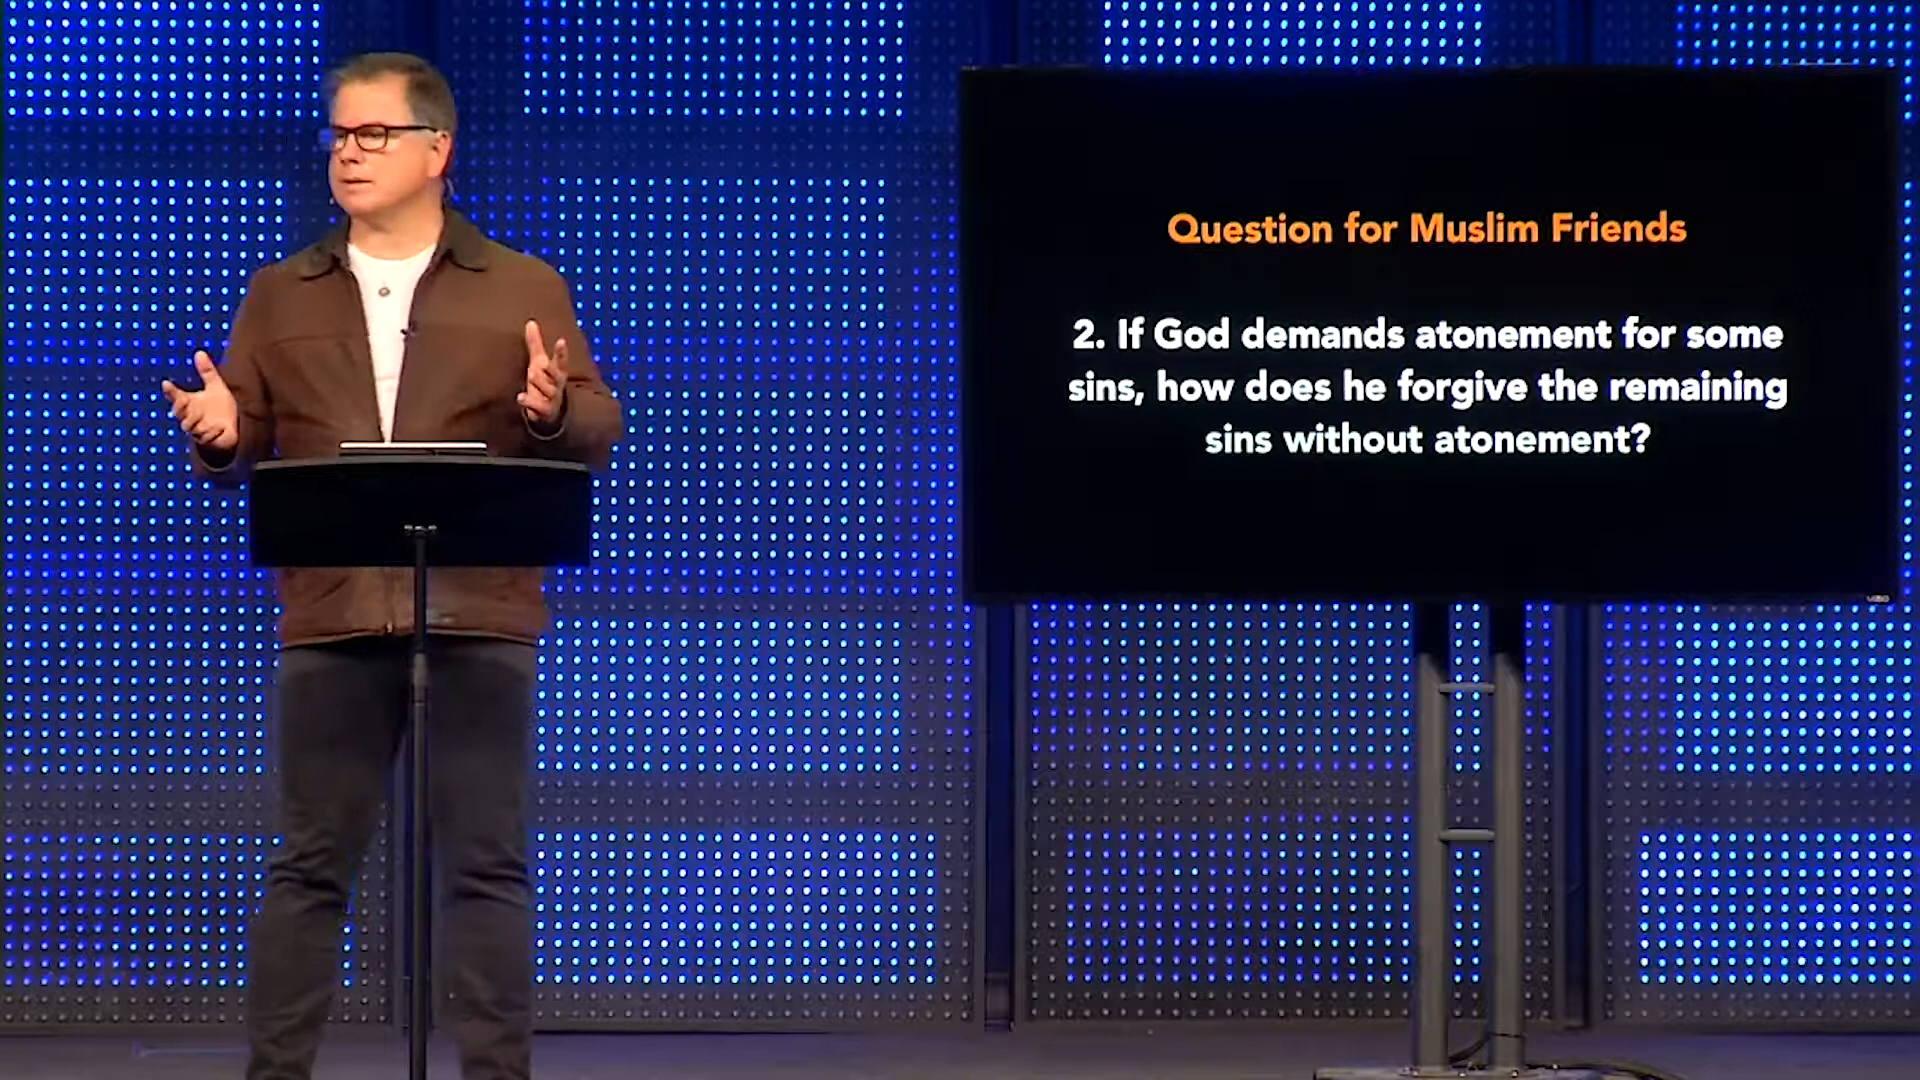 Question for Muslim Friends
2. If God demands atonement for some
sins, how does he forgive the remaining
sins without atonement?
VIZIO